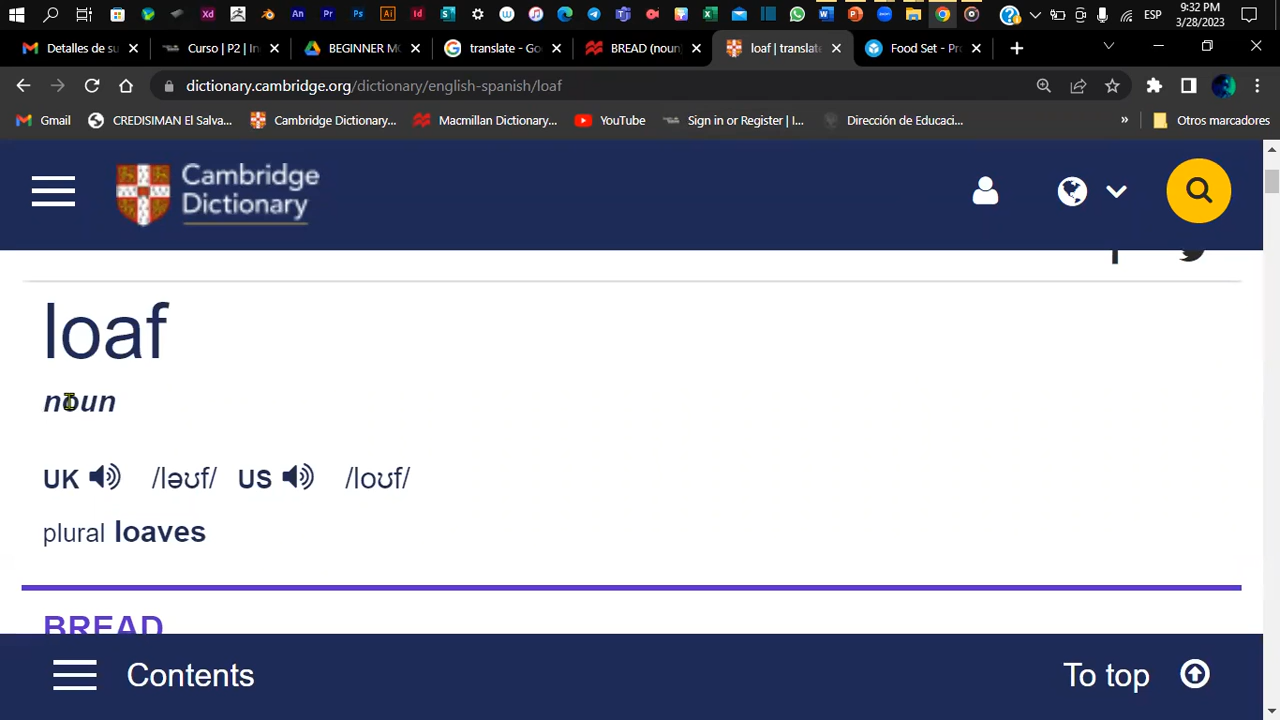 ESP
9:32 PM
3/28/2023
Detalles de su
Curso | P2 | In
BEGINNER MO
translate - Goo
BREAD (noun)
loaf | translate
Food Set - Pr
dictionary.cambridge.org/dictionary/english-spanish/loaf
Gmail
CREDISIMAN El Salva...
Cambridge Dictionary...
Macmillan Dictionary...
YouTube
Sign in or Register | I...
Dirección de Educaci...
»
Otros marcadores
Cambridge
Dictionary
loaf
noun
UK /ləʊf/ US /loʊf/
plural loaves
BREAD
Contents
To top